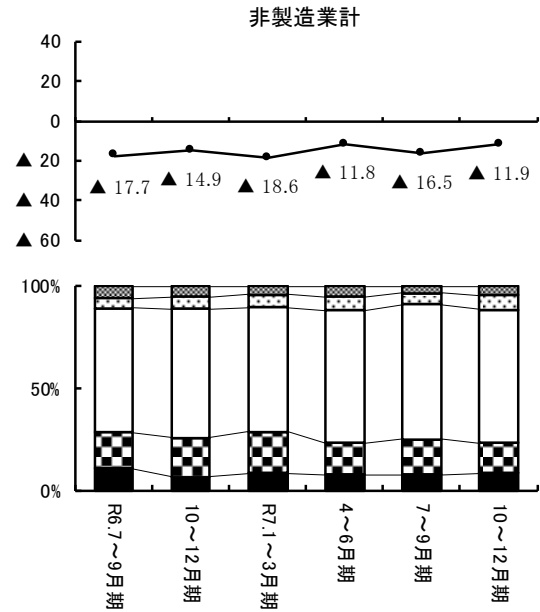 非製造業計
40
20
0
▲ 20
▲ 40
▲ 60
▲ 17.7
▲ 14.9
▲ 18.6
▲ 11.8
▲ 16.5
▲ 11.9
100%
50%
0%
R6.7～9月期
10～12月期
R7.1～3月期
4～6月期
7～9月期
10～12月期